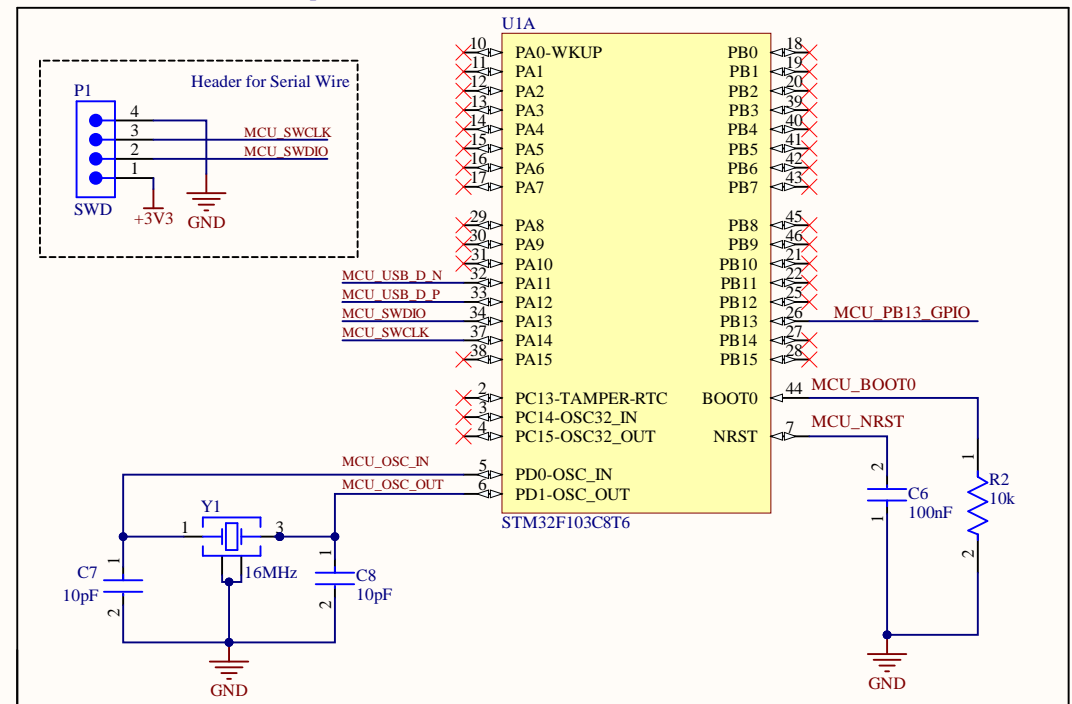 U1A
Header for Serial Wire
P1
4
3 MCU_SWCLK
2 MCU_SWDIO
1
SWD
+3V3
GND
10 PA0-WKUP
11 PA1
12 PA2
13 PA3
14 PA4
15 PA5
16 PA6
17 PA7
29 PA8
30 PA9
31 PA10
MCU_USB_D_N 32 PA11
MCU_USB_D_P 33 PA12
MCU_SWDIO 34 PA13
MCU_SWCLK 37 PA14
38 PA15
2 PC13-TAMPER-RTC
3 PC14-OSC32_IN
4 PC15-OSC32_OUT
MCU_OSC_IN 5 PD0-OSC_IN
MCU_OSC_OUT 6 PD1-OSC_OUT
PB0 18
PB1 19
PB2 20
PB3 39
PB4 40
PB5 41
PB6 42
PB7 43
PB8 45
PB9 46
PB10 21
PB11 22
PB12 25
PB13 26 MCU_PB13_GPIO
PB14 27
PB15 28
BOOT0 44 MCU_BOOT0
NRST 7 MCU_NRST
STM32F103C8T6
Y1
1 3
16MHz
1
C7
10pF
2
1
C8
10pF
2
GND
2
C6
100nF
1
1
R2
10k
2
GND